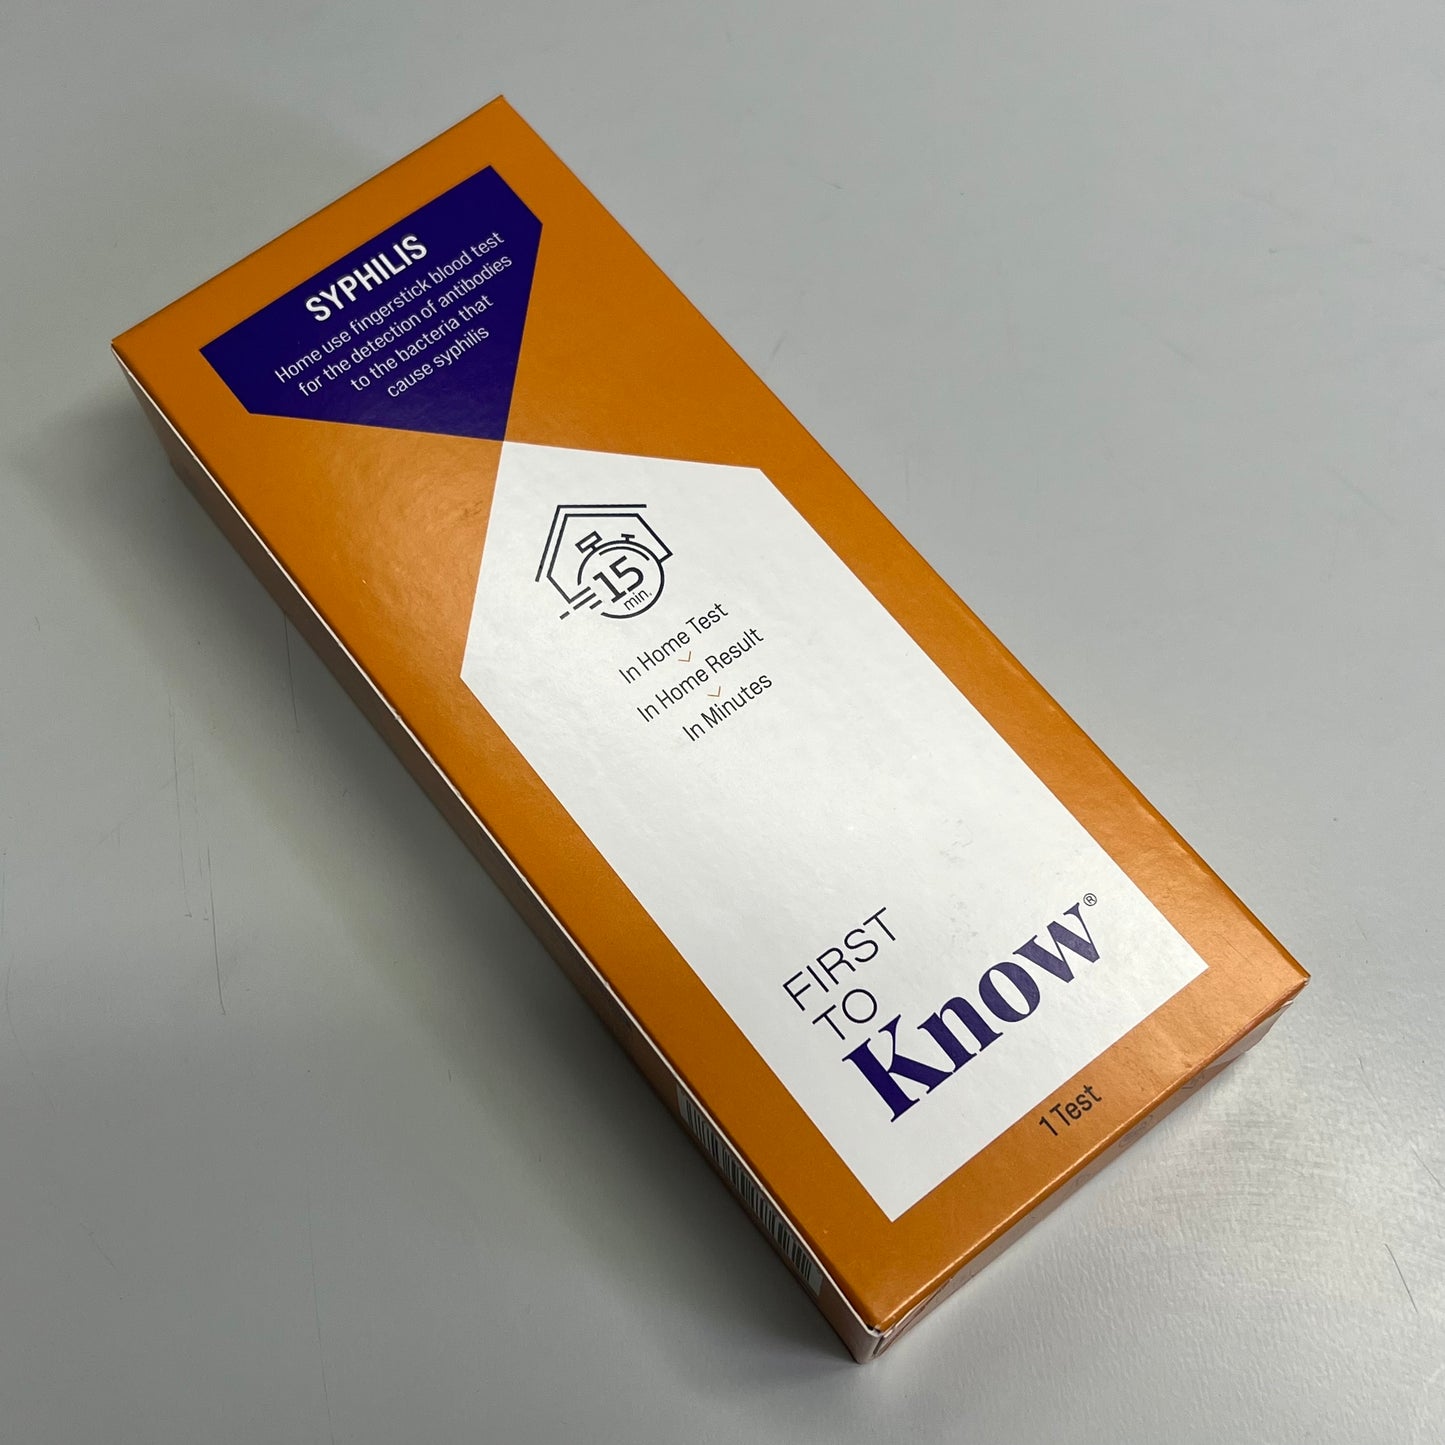 SYPHILIS
Home use fingerstick blood test
for the detection of antibodies
to the bacteria that
cause syphilis
15
min.
In Home Test
In Home Result
In Minutes
FIRST
TO
Know®
1 Test